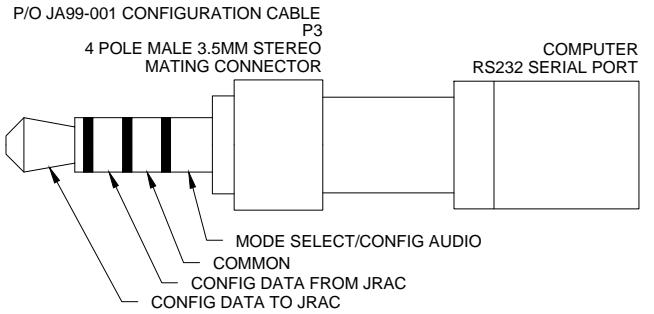 P/O JA99-001 CONFIGURATION CABLE
P3
4 POLE MALE 3.5MM STEREO
MATING CONNECTOR
COMPUTER
RS232 SERIAL PORT
MODE SELECT/CONFIG AUDIO
COMMON
CONFIG DATA FROM JRAC
CONFIG DATA TO JRAC